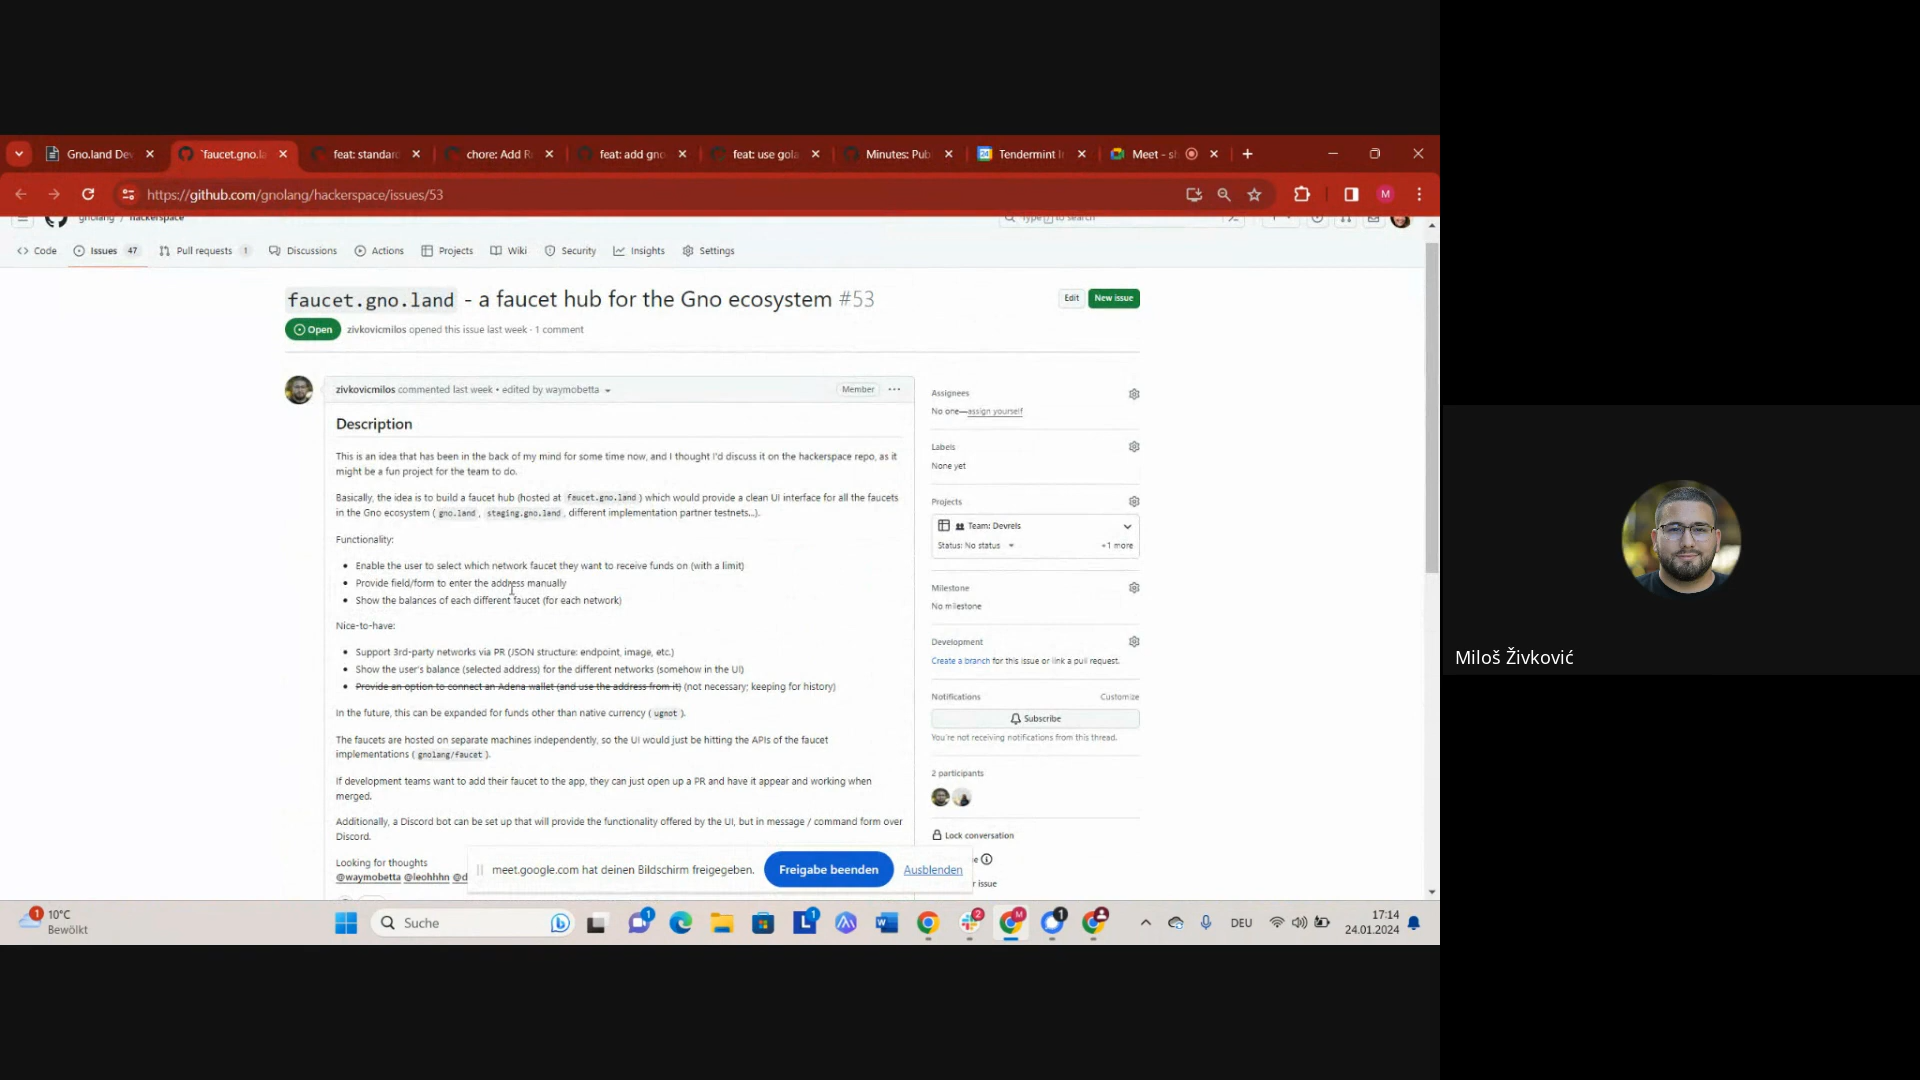 Gno.land De
`faucet.gno.la
feat: standard
chore: Add R
feat: add gno
feat: use gola
Minutes: Pub
Tendermint I
Meet – s
https://github.com/gnolang/hackerspace/issues/53
M
gnolang / hackerspace
Type / to search
Code
Issues 47
Pull requests 1
Discussions
Actions
Projects
Wiki
Security
Insights
Settings
faucet.gno.land - a faucet hub for the Gno ecosystem #53
Edit
New issue
Open
zivkovicmilos opened this issue last week · 1 comment
zivkovicmilos commented last week • edited by waymobetta
Member
Description
This is an idea that has been in the back of my mind for some time now, and I thought I'd discuss it on the hackerspace repo, as it
might be a fun project for the team to do.
Basically, the idea is to build a faucet hub (hosted at faucet.gno.land) which would provide a clean UI interface for all the faucets
in the Gno ecosystem ( gno.land, staging.gno.land, different implementation partner testnets...).
Functionality:
• Enable the user to select which network faucet they want to receive funds on (with a limit)
• Provide field/form to enter the address manually
• Show the balances of each different faucet (for each network)
Nice-to-have:
• Support 3rd-party networks via PR (JSON structure: endpoint, image, etc.)
• Show the user's balance (selected address) for the different networks (somehow in the UI)
• Provide an option to connect an Adena wallet (and use the address from it) (not necessary; keeping for history)
In the future, this can be expanded for funds other than native currency ( ugnot ).
The faucets are hosted on separate machines independently, so the UI would just be hitting the APIs of the faucet
implementations ( gnolang/faucet ).
If development teams want to add their faucet to the app, they can just open up a PR and have it appear and working when
merged.
Additionally, a Discord bot can be set up that will provide the functionality offered by the UI, but in message / command form over
Discord.
Looking for thoughts
@waymobetta @leohhhn @d
Assignees
No one—assign yourself
Labels
None yet
Projects
Team: Devrels
Status: No status
+1 more
Milestone
No milestone
Development
Create a branch for this issue or link a pull request.
Notifications
Customize
Subscribe
You're not receiving notifications from this thread.
2 participants
Lock conversation
e
r issue
meet.google.com hat deinen Bildschirm freigegeben.
Freigabe beenden
Ausblenden
1
10°C
Bewölkt
Suche
1
1
2
M
1
DEU
17:14
24.01.2024
Miloš Živković